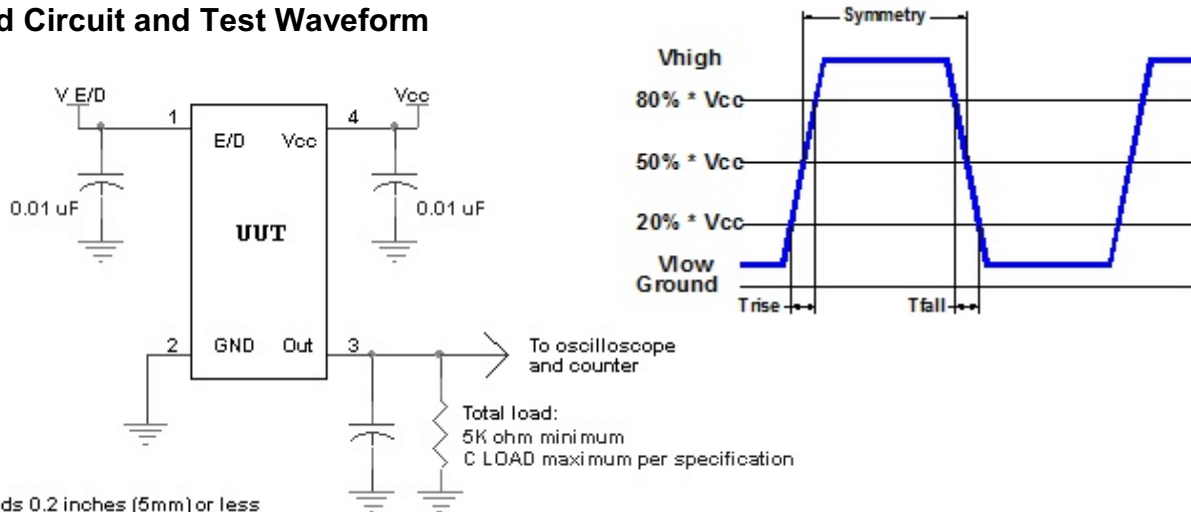 d Circuit and Test Waveform
V E/D
Vcc
1
4
E/D
Vcc
0.01 uF
0.01 uF
UUT
2
GND
Out
3
To oscilloscope
and counter
Total load:
5K ohm minimum
C LOAD maximum per specification
ds 0.2 inches (5mm) or less
Symmetry
Vhigh
80% * Vcc
50% * Vcc
20% * Vcc
Vlow
Ground
Trise
Tfall